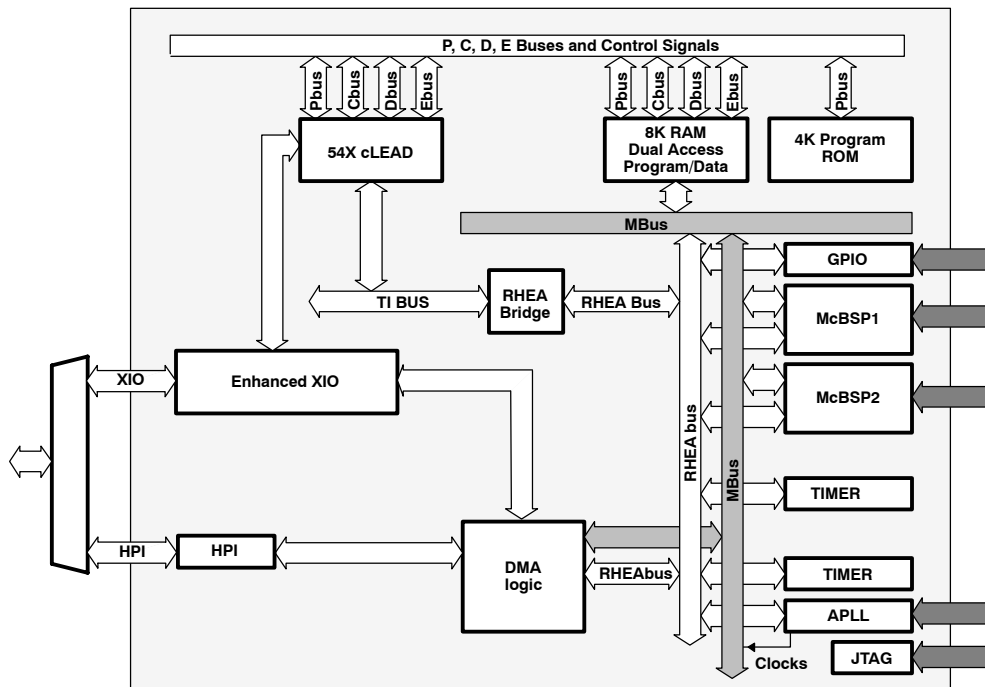 P, C, D, E Buses and Control Signals
Pbus
Cbus
Dbus
Ebus
Pbus
Cbus
Dbus
Ebus
Pbus
54X cLEAD
8K RAM
Dual Access
Program/Data
4K Program
ROM
MBus
GPIO
TI BUS
RHEA
Bridge
RHEA Bus
McBSP1
XIO
Enhanced XIO
McBSP2
RHEA bus
MBus
TIMER
HPI
HPI
DMA
logic
RHEAbus
TIMER
APLL
Clocks
JTAG